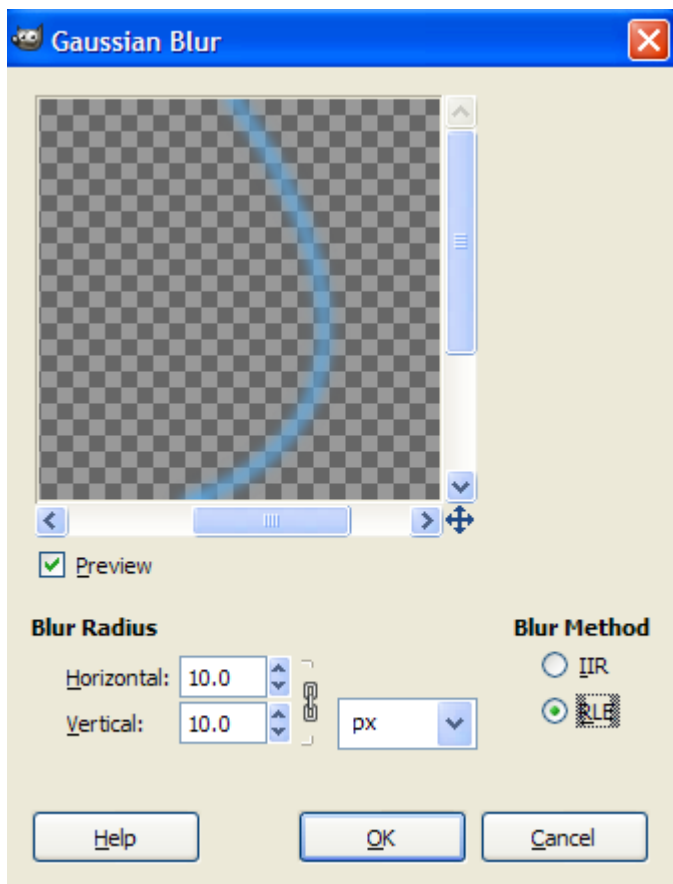 Gaussian Blur
Preview
Blur Radius
Blur Method
Horizontal: 10.0
IIR
Vertical: 10.0
px
RLE
Help
OK
Cancel